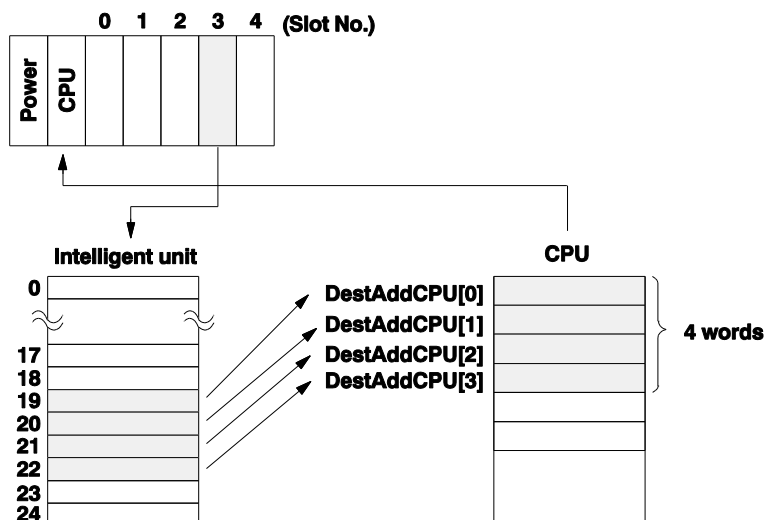 0 1 2 3 4 (Slot No.)
Power
CPU
Intelligent unit
CPU
0
17
18
19
20
21
22
23
24
DestAddCPU[0]
DestAddCPU[1]
DestAddCPU[2]
DestAddCPU[3]
4 words